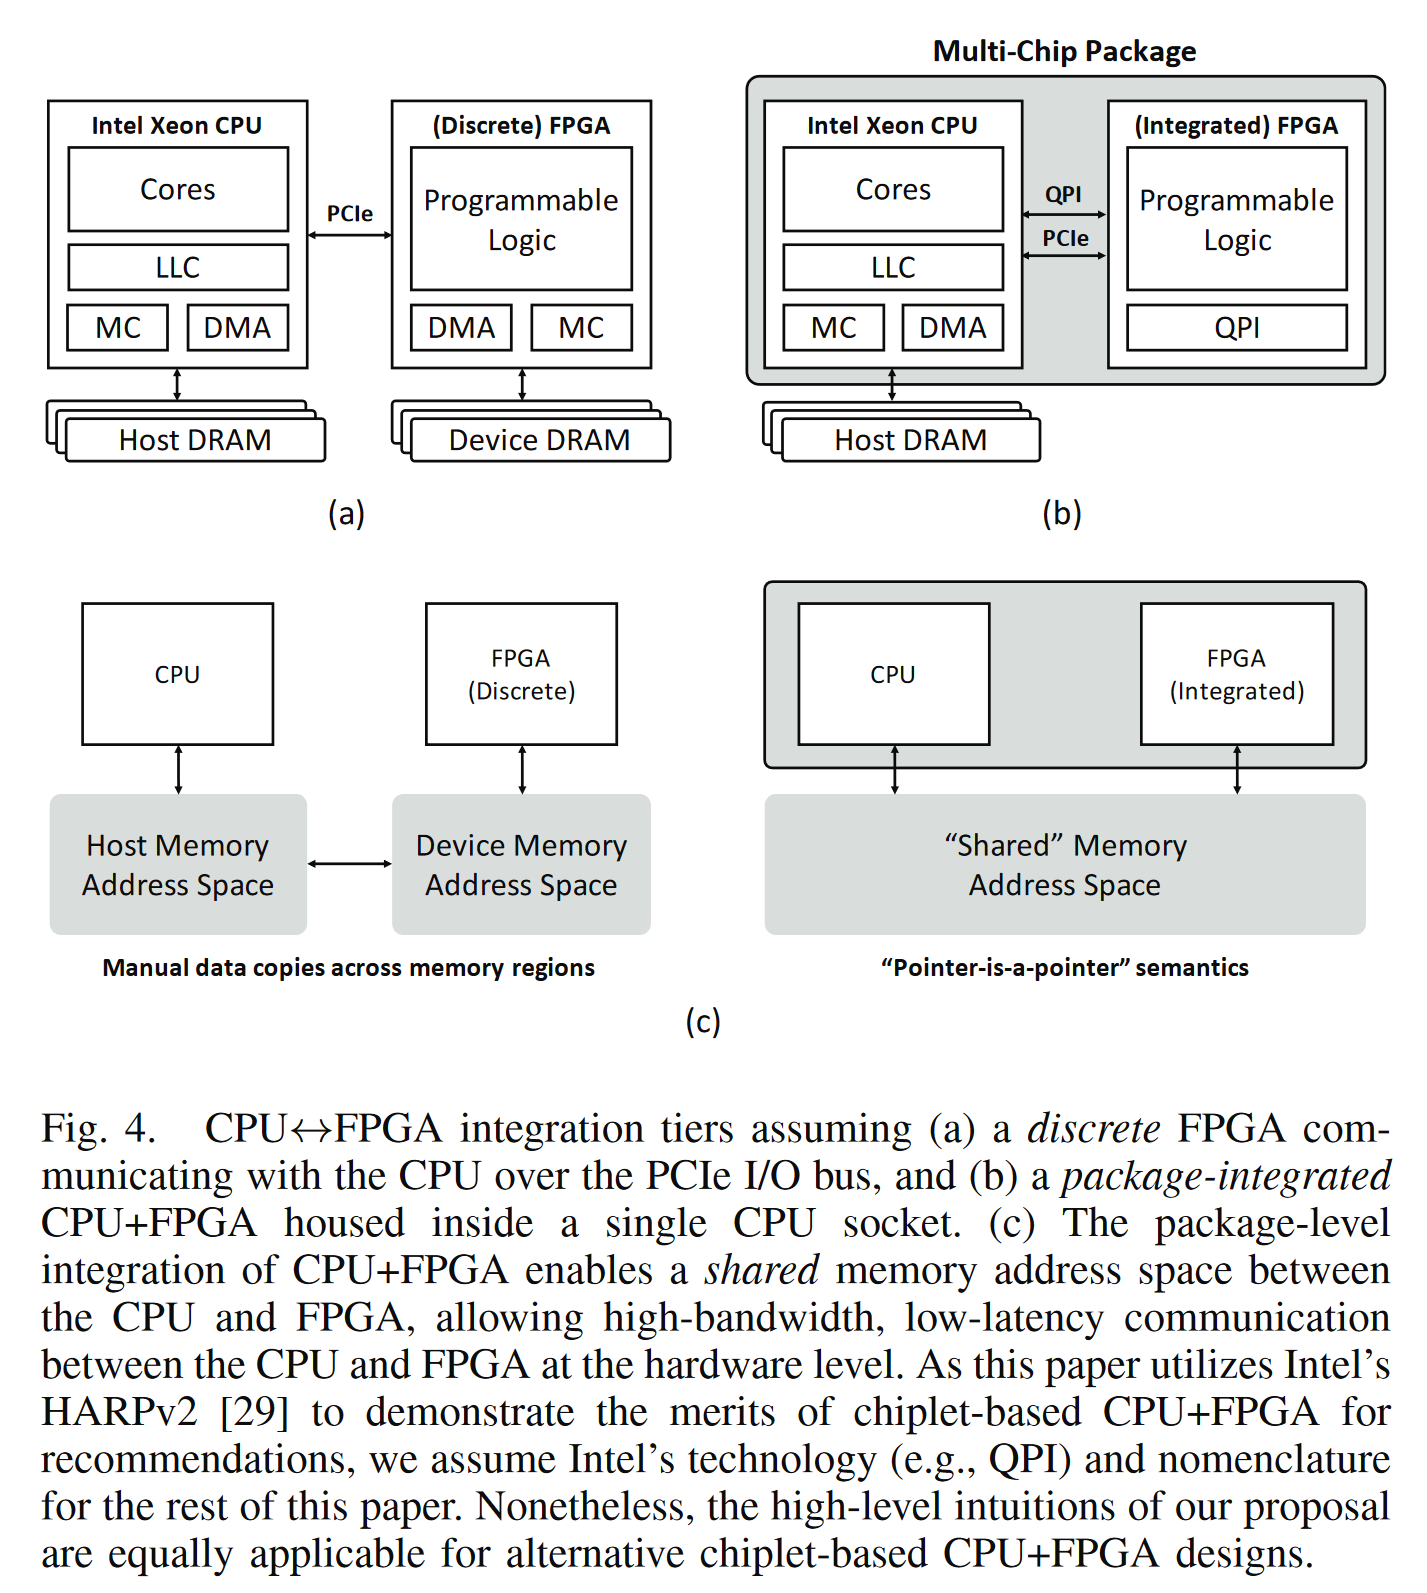 Multi-Chip Package
Intel Xeon CPU
Cores
LLC
MC DMA
Host DRAM
PCIe
(Discrete) FPGA
Programmable
Logic
DMA MC
Device DRAM
(a)
Intel Xeon CPU
Cores
LLC
MC DMA
Host DRAM
QPI
PCIe
(Integrated) FPGA
Programmable
Logic
QPI
(b)
CPU
FPGA
(Discrete)
Host Memory
Address Space
Device Memory
Address Space
Manual data copies across memory regions
CPU
FPGA
(Integrated)
“Shared” Memory
Address Space
“Pointer-is-a-pointer” semantics
(c)
Fig. 4. CPU↔FPGA integration tiers assuming (a) a discrete FPGA com-
municating with the CPU over the PCIe I/O bus, and (b) a package-integrated
CPU+FPGA housed inside a single CPU socket. (c) The package-level
integration of CPU+FPGA enables a shared memory address space between
the CPU and FPGA, allowing high-bandwidth, low-latency communication
between the CPU and FPGA at the hardware level. As this paper utilizes Intel’s
HARPv2 [29] to demonstrate the merits of chiplet-based CPU+FPGA for
recommendations, we assume Intel’s technology (e.g., QPI) and nomenclature
for the rest of this paper. Nonetheless, the high-level intuitions of our proposal
are equally applicable for alternative chiplet-based CPU+FPGA designs.